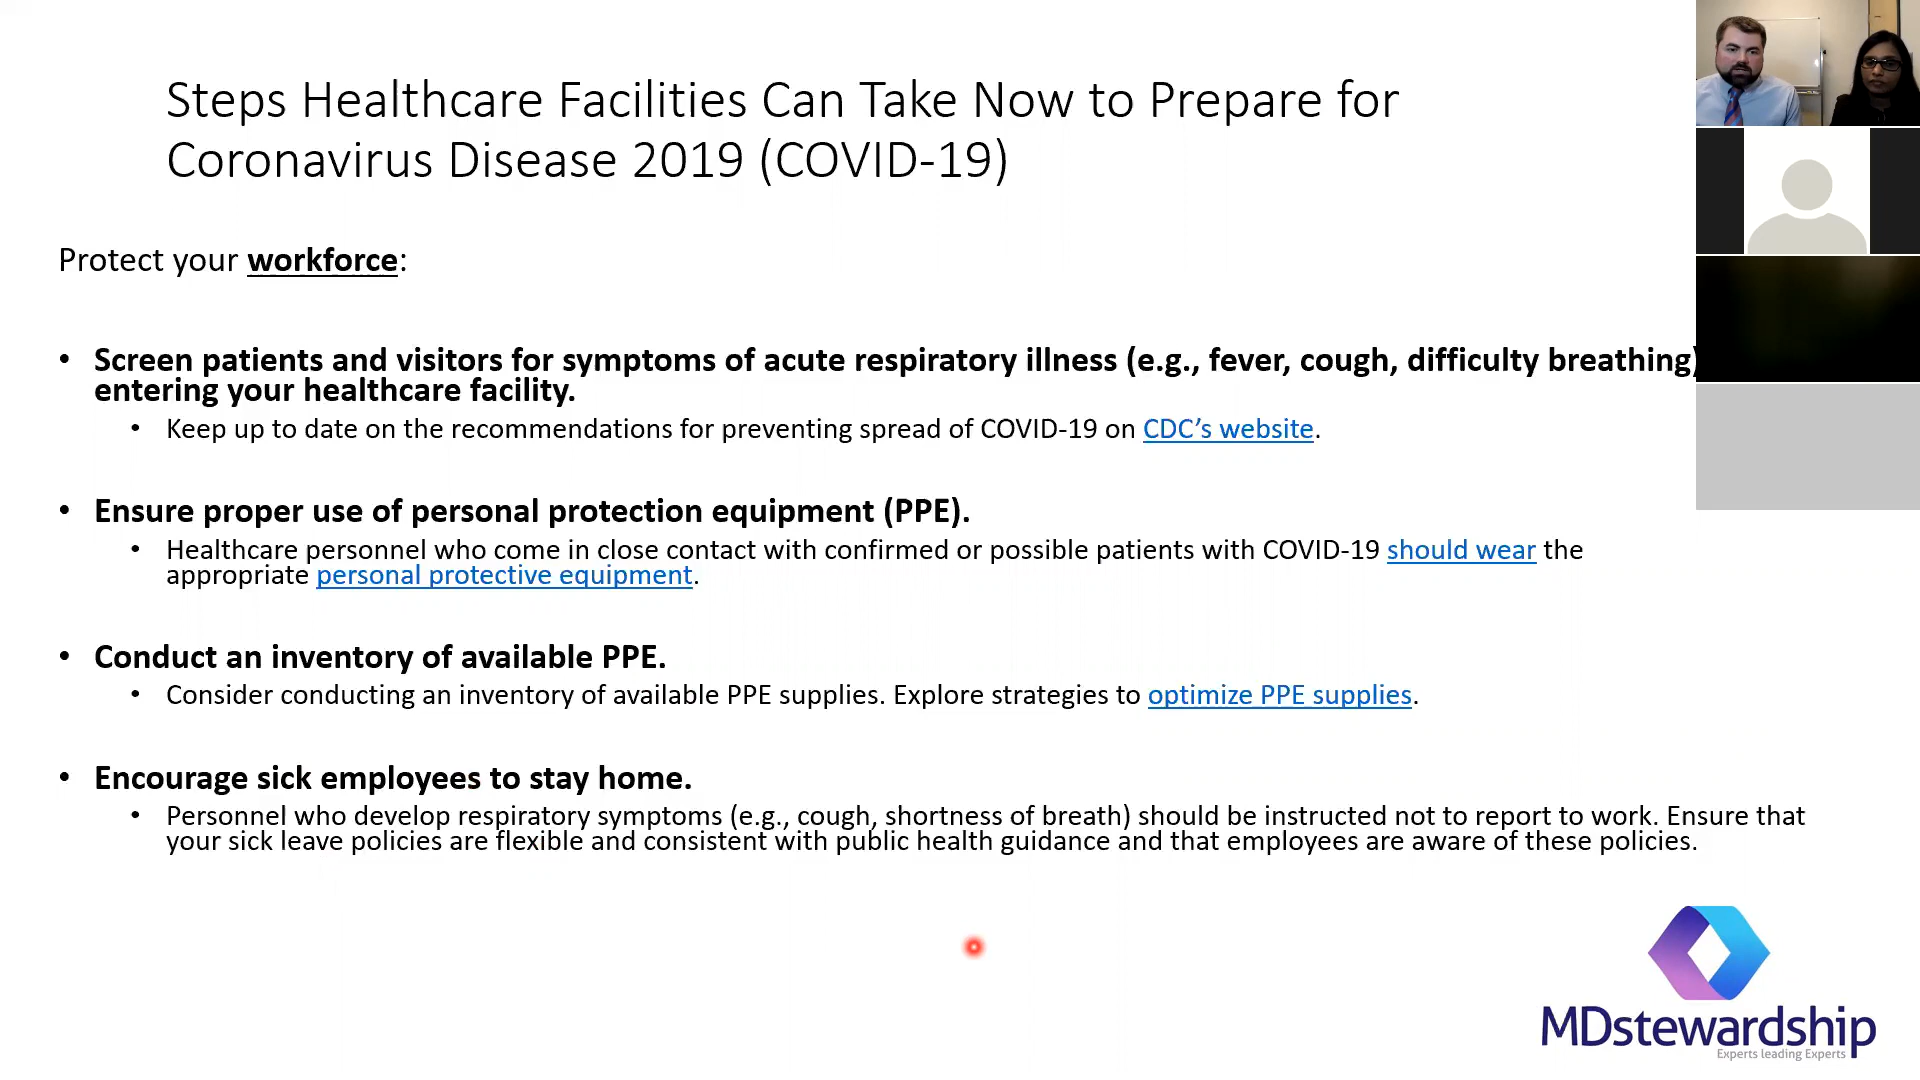 Steps Healthcare Facilities Can Take Now to Prepare for
Coronavirus Disease 2019 (COVID-19)
Protect your workforce:
• Screen patients and visitors for symptoms of acute respiratory illness (e.g., fever, cough, difficulty breathing)
entering your healthcare facility.
• Keep up to date on the recommendations for preventing spread of COVID-19 on CDC’s website.
• Ensure proper use of personal protection equipment (PPE).
• Healthcare personnel who come in close contact with confirmed or possible patients with COVID-19 should wear the
appropriate personal protective equipment.
• Conduct an inventory of available PPE.
• Consider conducting an inventory of available PPE supplies. Explore strategies to optimize PPE supplies.
• Encourage sick employees to stay home.
• Personnel who develop respiratory symptoms (e.g., cough, shortness of breath) should be instructed not to report to work. Ensure that
your sick leave policies are flexible and consistent with public health guidance and that employees are aware of these policies.
MDstewardship
Experts leading Experts